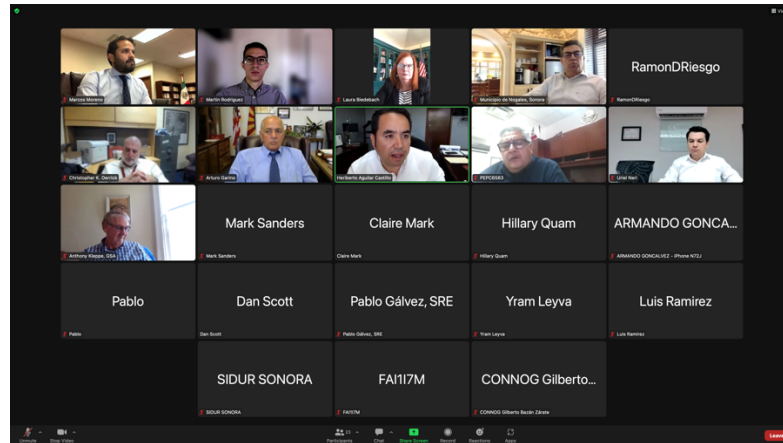 Vi
RamonDRiesgo
Marcos Moreno
Martin Rodriguez
Laura Biedebach
Municipio de Nogales, Sonora
RamonDRiesgo
Christopher K. Derrick
Arturo Garino
Heriberto Aguilar Castillo
PEPC6583
Uriel Neri
Mark Sanders
Claire Mark
Hillary Quam
ARMANDO GONCA...
Anthony Kleppe, GSA
Mark Sanders
Claire Mark
Hillary Quam
ARMANDO GONCALVEZ - iPhone N72J
Pablo
Dan Scott
Pablo Gálvez, SRE
Yram Leyva
Luis Ramirez
Pablo
Dan Scott
Pablo Gálvez, SRE
Yram Leyva
Luis Ramirez
SIDUR SONORA
FAI1I7M
CONNOG Gilberto...
SIDUR SONORA
FAI1I7M
CONNOG Gilberto Bazán Zárate
Unmute
Stop Video
Participants
Chat
Share Screen
Record
Reactions
Apps
Leave